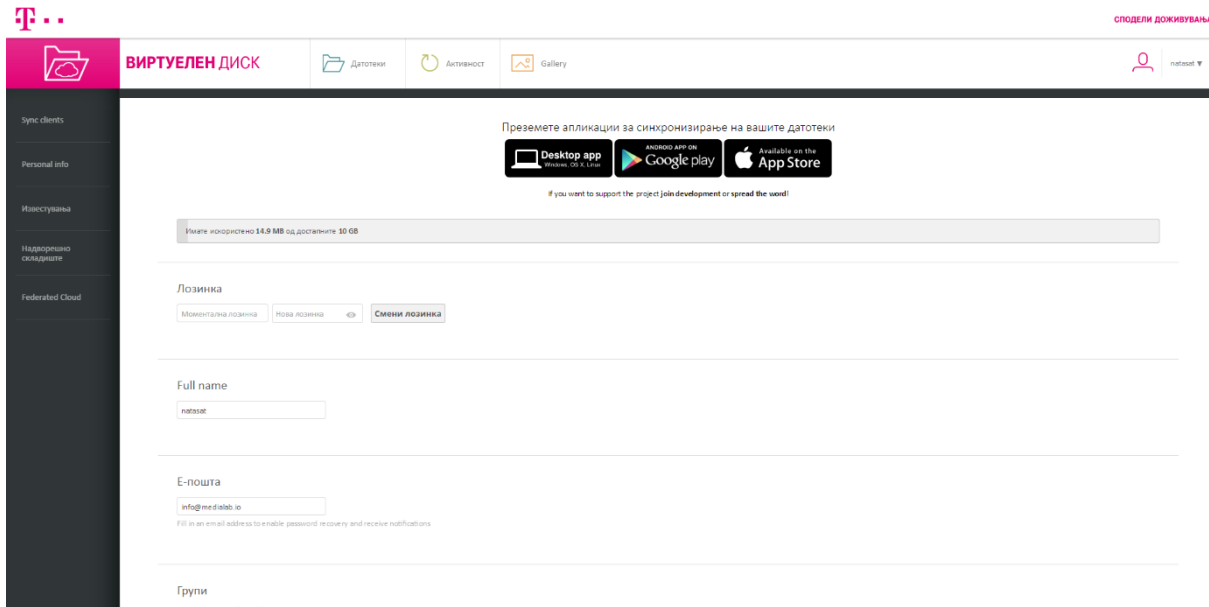 T
СПОДЕЛИ ДОЖИВУВАЊА
ВИРТУЕЛЕН ДИСК
Датотеки
Активност
Gallery
natasat
Sync clients
Personal info
Известувања
Надворешно
складиште
Federated Cloud
Преземете апликации за синхронизирање на вашите датотеки
Desktop app
Windows, OS X, Linux
ANDROID APP ON
Google play
Available on the
App Store
If you want to support the project join development or spread the word!
Имате искористено 14.9 MB од достапните 10 GB
Лозинка
Моментална лозинка
Нова лозинка
Смени лозинка
Full name
natasat
Е-пошта
info@medialab.io
Fill in an email address to enable password recovery and receive notifications
Групи